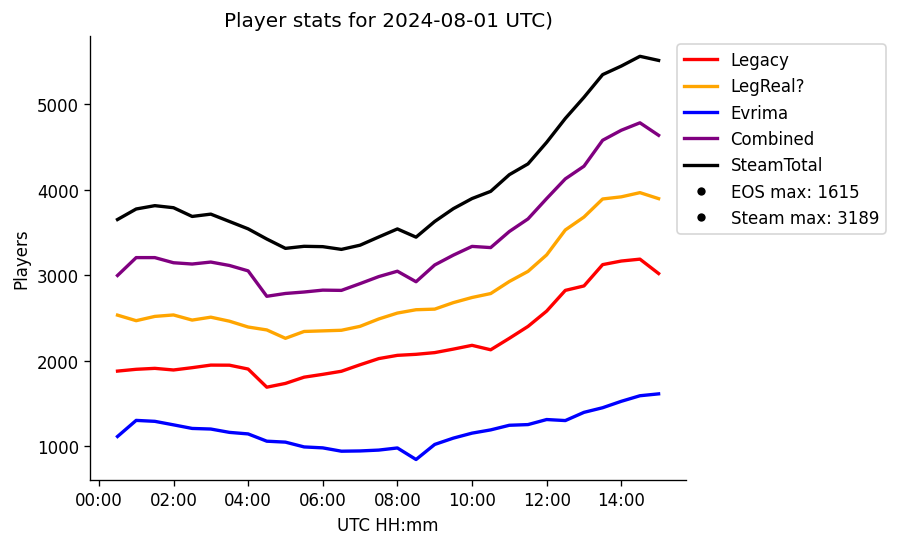 Player stats for 2024-08-01 UTC)
Legacy
LegReal?
Evrima
Combined
SteamTotal
EOS max: 1615
Steam max: 3189
Players
5000
4000
3000
2000
1000
00:00 02:00 04:00 06:00 08:00 10:00 12:00 14:00
UTC HH:mm